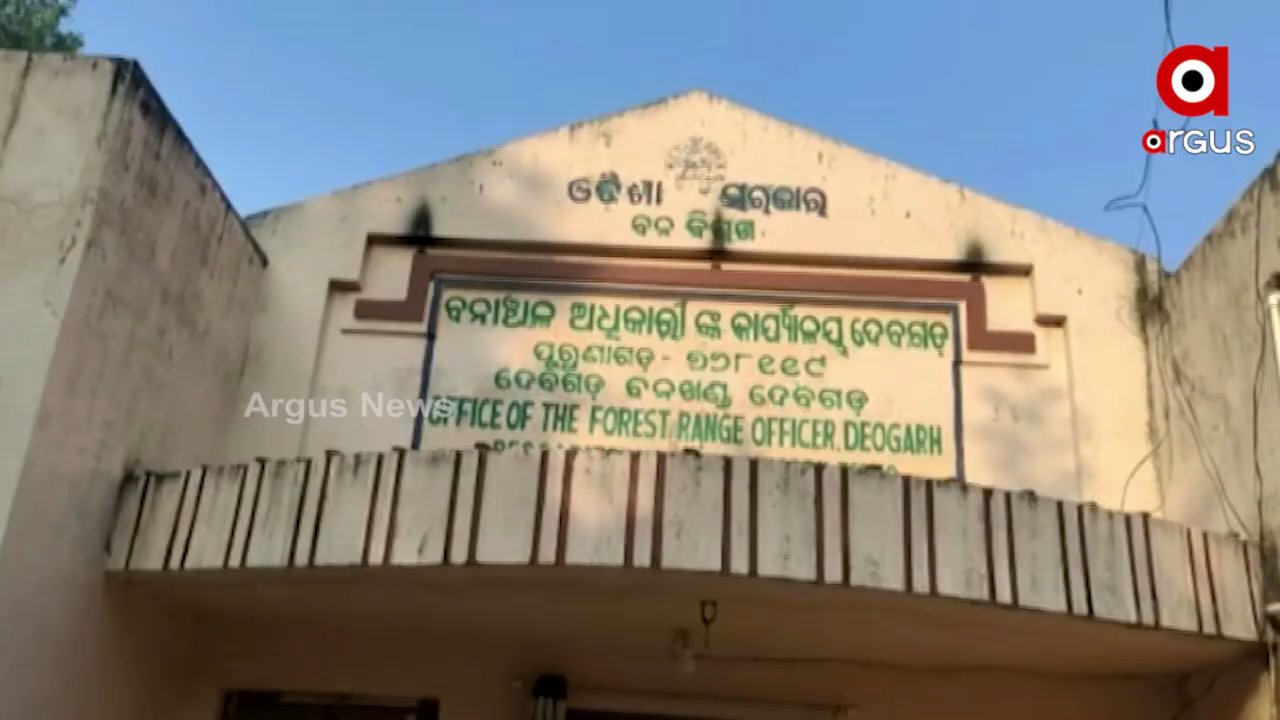 argus
ଓଡ଼ିଶା ସରକାର
ବନ ବିଭାଗ
ବନାଞ୍ଚଳ ଅଧିକାରୀ ଙ୍କ କାର୍ଯ୍ୟାଳୟ ଦେବଗଡ଼
ପୁରୁଣାଗଡ଼- ୭୬୮୧୧୯
ଦେବଗଡ଼ ବନଖଣ୍ଡ ଦେବଗଡ଼
Argus News
OFFICE OF THE FOREST RANGE OFFICER. DEOGARH